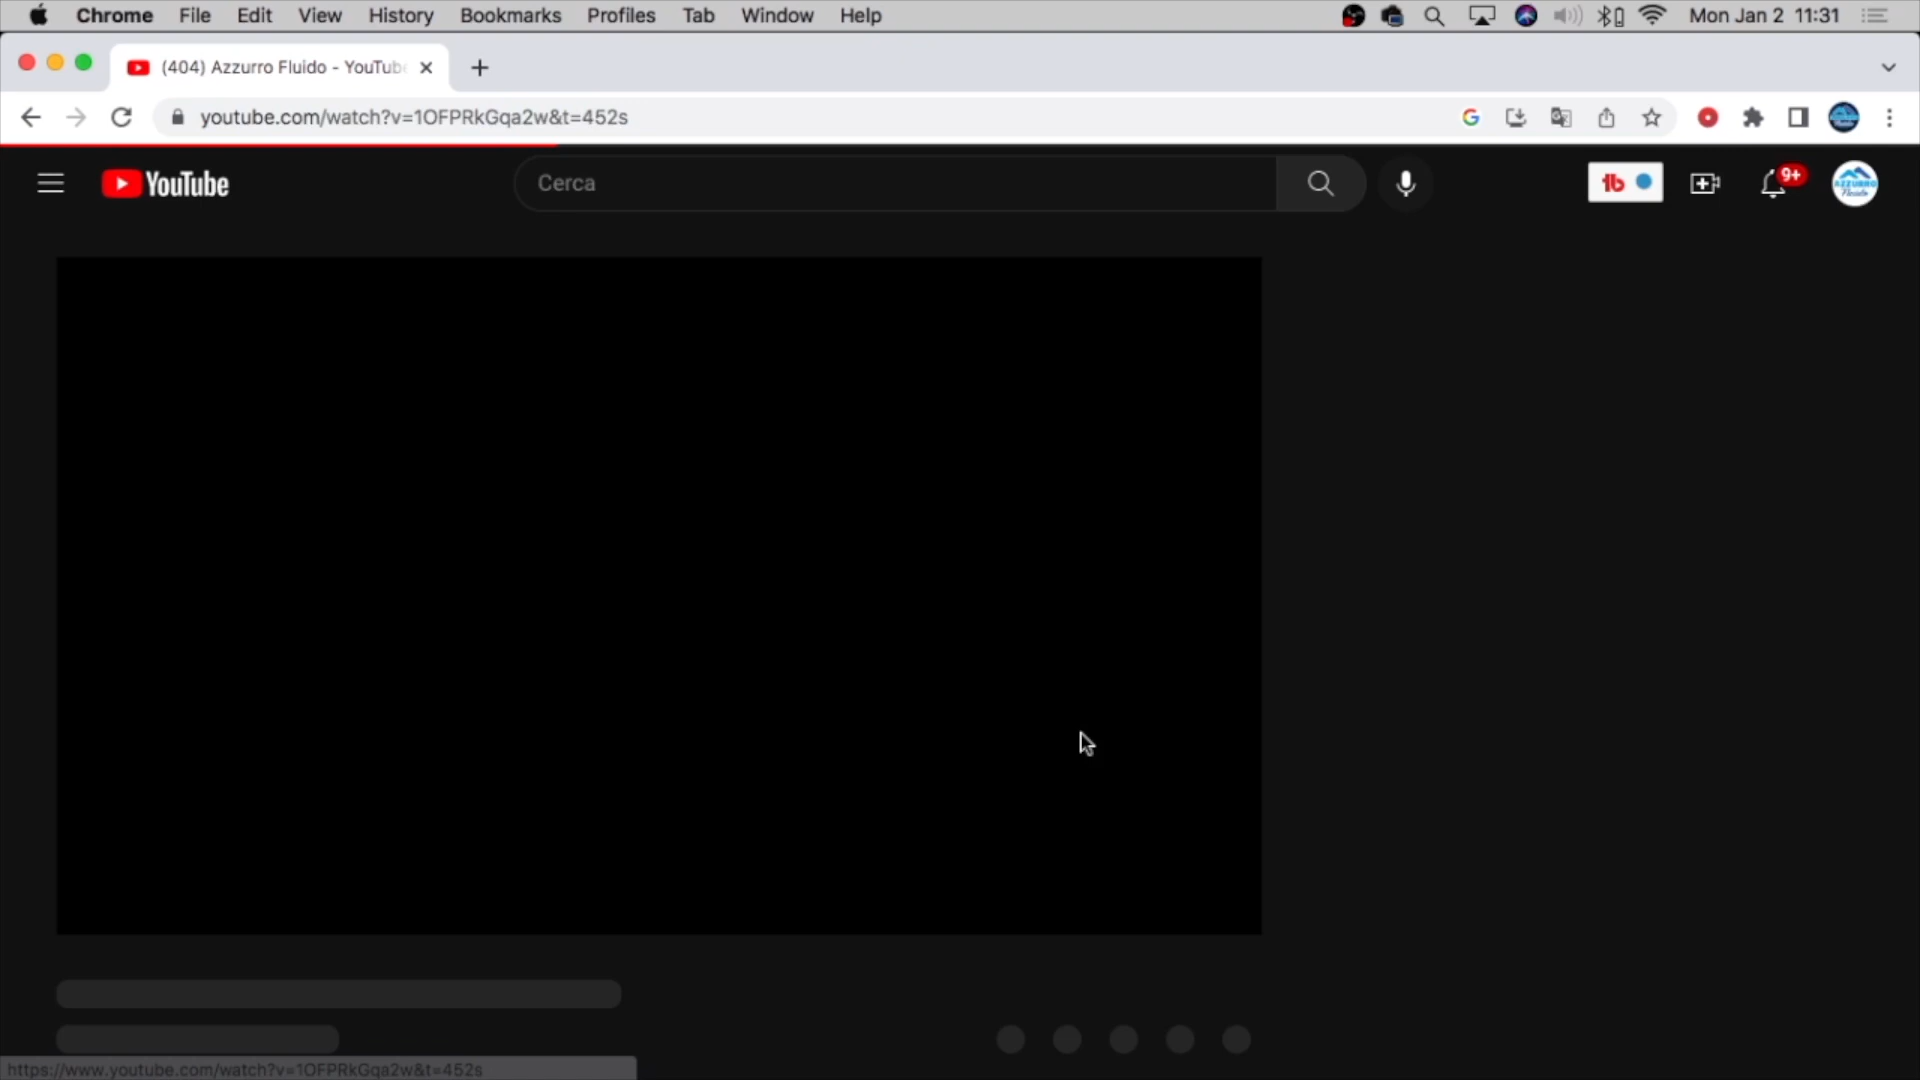 Chrome File Edit View History Bookmarks Profiles Tab Window Help Mon Jan 2 11:31
(404) Azzurro Fluido - YouTube
youtube.com/watch?v=1OFPRkGqa2w&t=452s
YouTube Cerca 9+
https://www.youtube.com/watch?v=1OFPRkGqa2w&t=452s